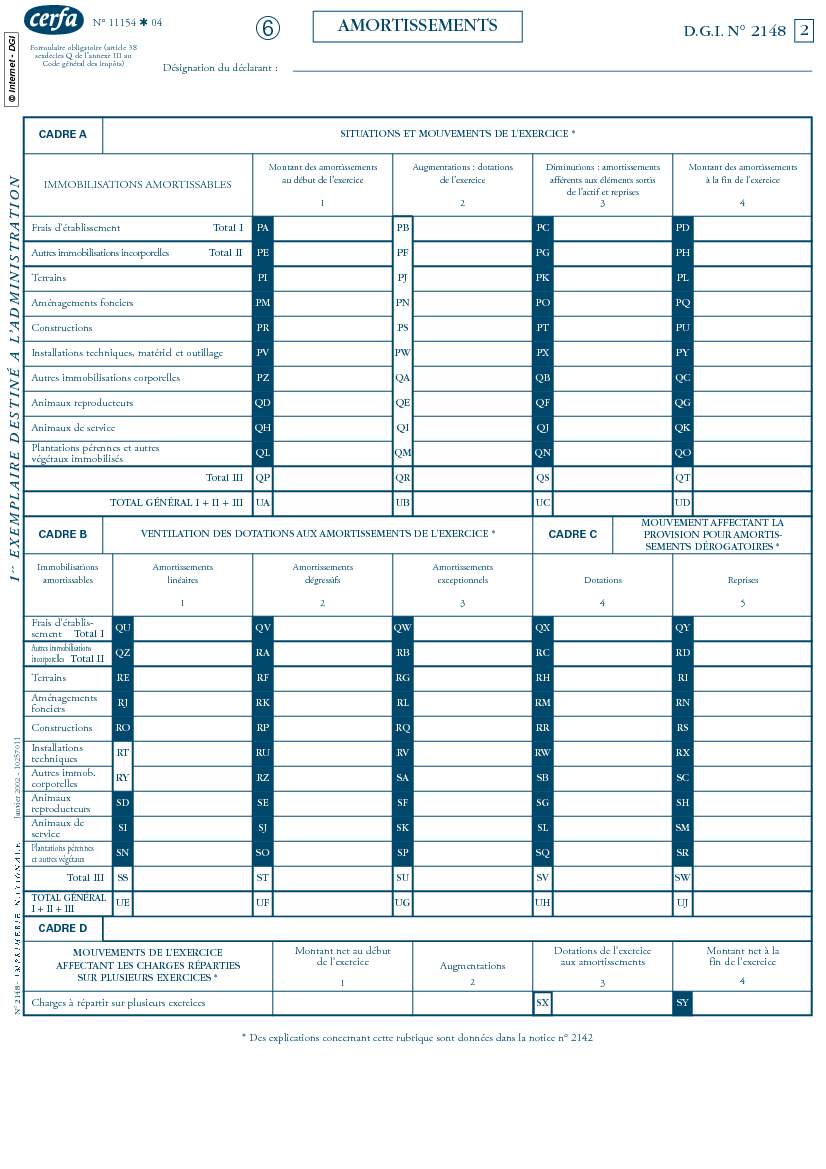 cerfa
N° 11154 ✱ 04
6
AMORTISSEMENTS
D.G.I. N° 2148 2
Formulaire obligatoire (article 38
sexdecies Q de l'annexe III au
Code général des impôts)
© Internet - DGI
Désignation du déclarant :
CADRE A SITUATIONS ET MOUVEMENTS DE L'EXERCICE *
IMMOBILISATIONS AMORTISSABLES
Montant des amortissements
au début de l'exercice
1
Augmentations : dotations
de l'exercice
2
Diminutions : amortissements
afférents aux éléments sortis
de l'actif et reprises
3
Montant des amortissements
à la fin de l'exercice
4
Frais d'établissement Total I PA PB PC PD
Autres immobilisations incorporelles Total II PE PF PG PH
Terrains PI PJ PK PL
Aménagements fonciers PM PN PO PQ
Constructions PR PS PT PU
Installations techniques, matériel et outillage PV PW PX PY
Autres immobilisations corporelles PZ QA QB QC
Animaux reproducteurs QD QE QF QG
Animaux de service QH QI QJ QK
Plantations pérennes et autres
végétaux immobilisés QL QM QN QO
Total III QP QR QS QT
TOTAL GÉNÉRAL I + II + III UA UB UC UD
CADRE B VENTILATION DES DOTATIONS AUX AMORTISSEMENTS DE L'EXERCICE *
CADRE C
MOUVEMENT AFFECTANT LA
PROVISION POUR AMORTIS-
SEMENTS DÉROGATOIRES *
Immobilisations
amortissables
Amortissements
linéaires
1
Amortissements
dégressifs
2
Amortissements
exceptionnels
3
Dotations
4
Reprises
5
Frais d'établis-
sement Total I QU QV QW QX QY
Autres immobilisations
incorporelles Total II QZ RA RB RC RD
Terrains RE RF RG RH RI
Aménagements
fonciers RJ RK RL RM RN
Constructions RO RP RQ RR RS
Installations
techniques RT RU RV RW RX
Autres immob.
corporelles RY RZ SA SB SC
Animaux
reproducteurs SD SE SF SG SH
Animaux de
service SI SJ SK SL SM
Plantations pérennes
et autres végétaux SN SO SP SQ SR
Total III SS ST SU SV SW
TOTAL GÉNÉRAL
I + II + III UE UF UG UH UJ
CADRE D
MOUVEMENTS DE L'EXERCICE
AFFECTANT LES CHARGES RÉPARTIES
SUR PLUSIEURS EXERCICES *
Montant net au début
de l'exercice
1
Augmentations
2
Dotations de l'exercice
aux amortissements
3
Montant net à la
fin de l'exercice
4
Charges à répartir sur plusieurs exercices SX SY
* Des explications concernant cette rubrique sont données dans la notice n° 2142
1er EXEMPLAIRE DESTINÉ A L'ADMINISTRATION
N° 2148 - IMPRIMERIE NATIONALE
Janvier 2002 - 10257011